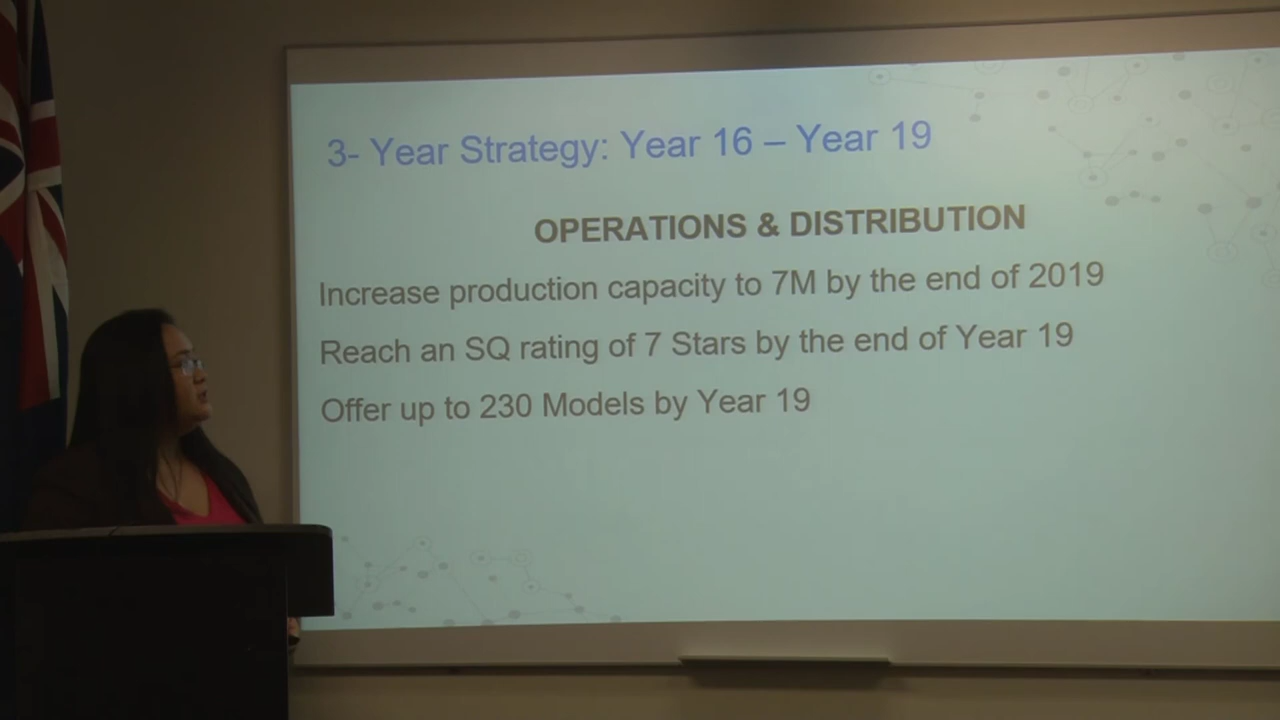 3- Year Strategy: Year 16 – Year 19
OPERATIONS & DISTRIBUTION
Increase production capacity to 7M by the end of 2019
Reach an SQ rating of 7 Stars by the end of Year 19
Offer up to 230 Models by Year 19